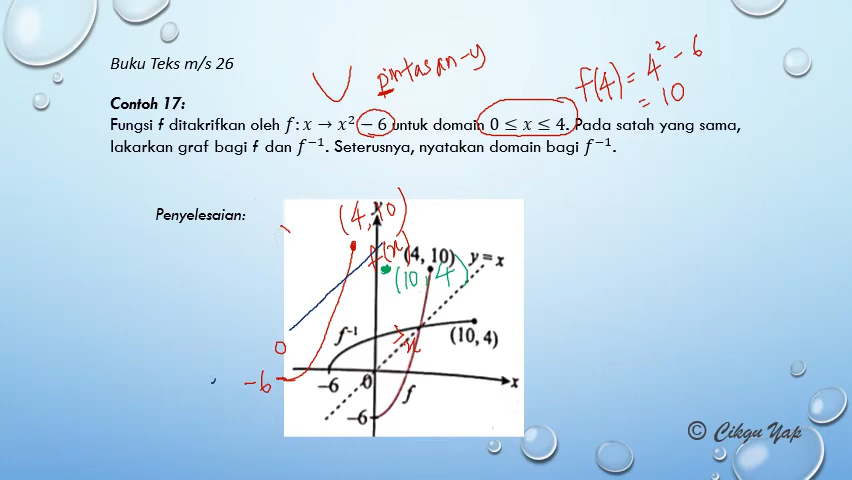 Buku Teks m/s 26
pintasan-y
f(4) = 4² - 6
= 10
Contoh 17:
Fungsi f ditakrifkan oleh f : x → x² − 6 untuk domain 0 ≤ x ≤ 4. Pada satah yang sama,
lakarkan graf bagi f dan f⁻¹. Seterusnya, nyatakan domain bagi f⁻¹.
Penyelesaian:
(4, 10)
y
f(x)
(4, 10)
y = x
(10, 4)
f⁻¹
x
(10, 4)
0
-6
−6
0
f
x
−6
© Cikgu Yap